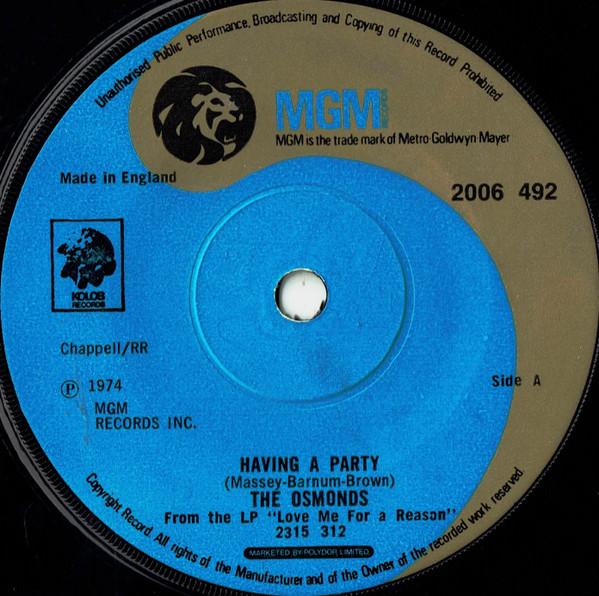 Unauthorised Public Performance, Broadcasting and Copying of this Record Prohibited
MGM RECORDS
MGM is the trade mark of Metro-Goldwyn Mayer
Made in England
2006 492
KOLOB
RECORDS
Chappell/RR
Side A
Ⓟ 1974
MGM
RECORDS INC.
HAVING A PARTY
(Massey-Barnum-Brown)
THE OSMONDS
From the LP "Love Me For a Reason"
2315 312
MARKETED BY POLYDOR LIMITED
Copyright Record. All rights of the Manufacturer and of the Owner of the recorded work reserved.